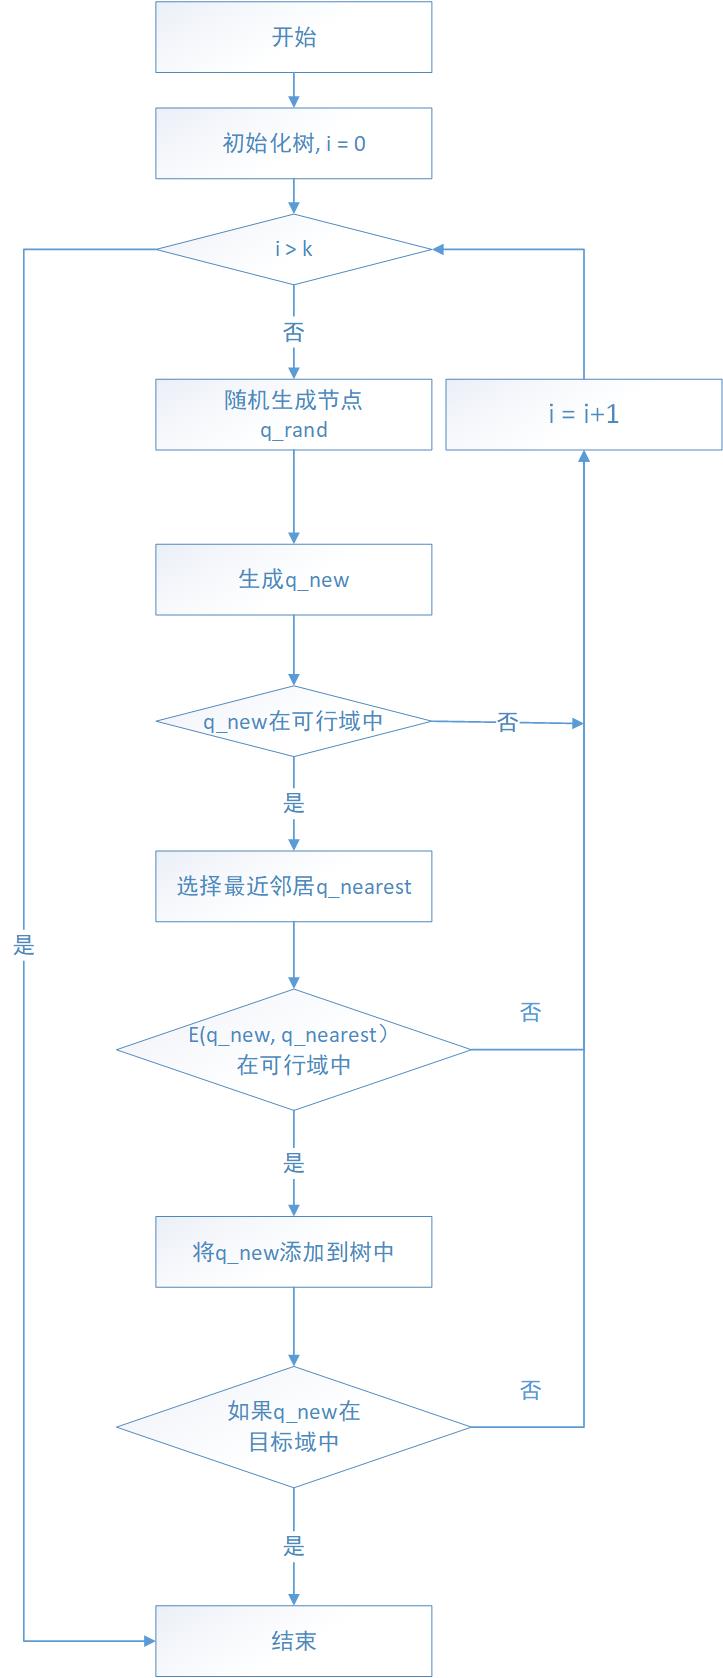 开始
初始化树, i = 0
i > k
否
随机生成节点
q_rand
i = i+1
生成q_new
q_new在可行域中
否
是
选择最近邻居q_nearest
是
否
E(q_new, q_nearest）
在可行域中
是
将q_new添加到树中
否
如果q_new在
目标域中
是
结束